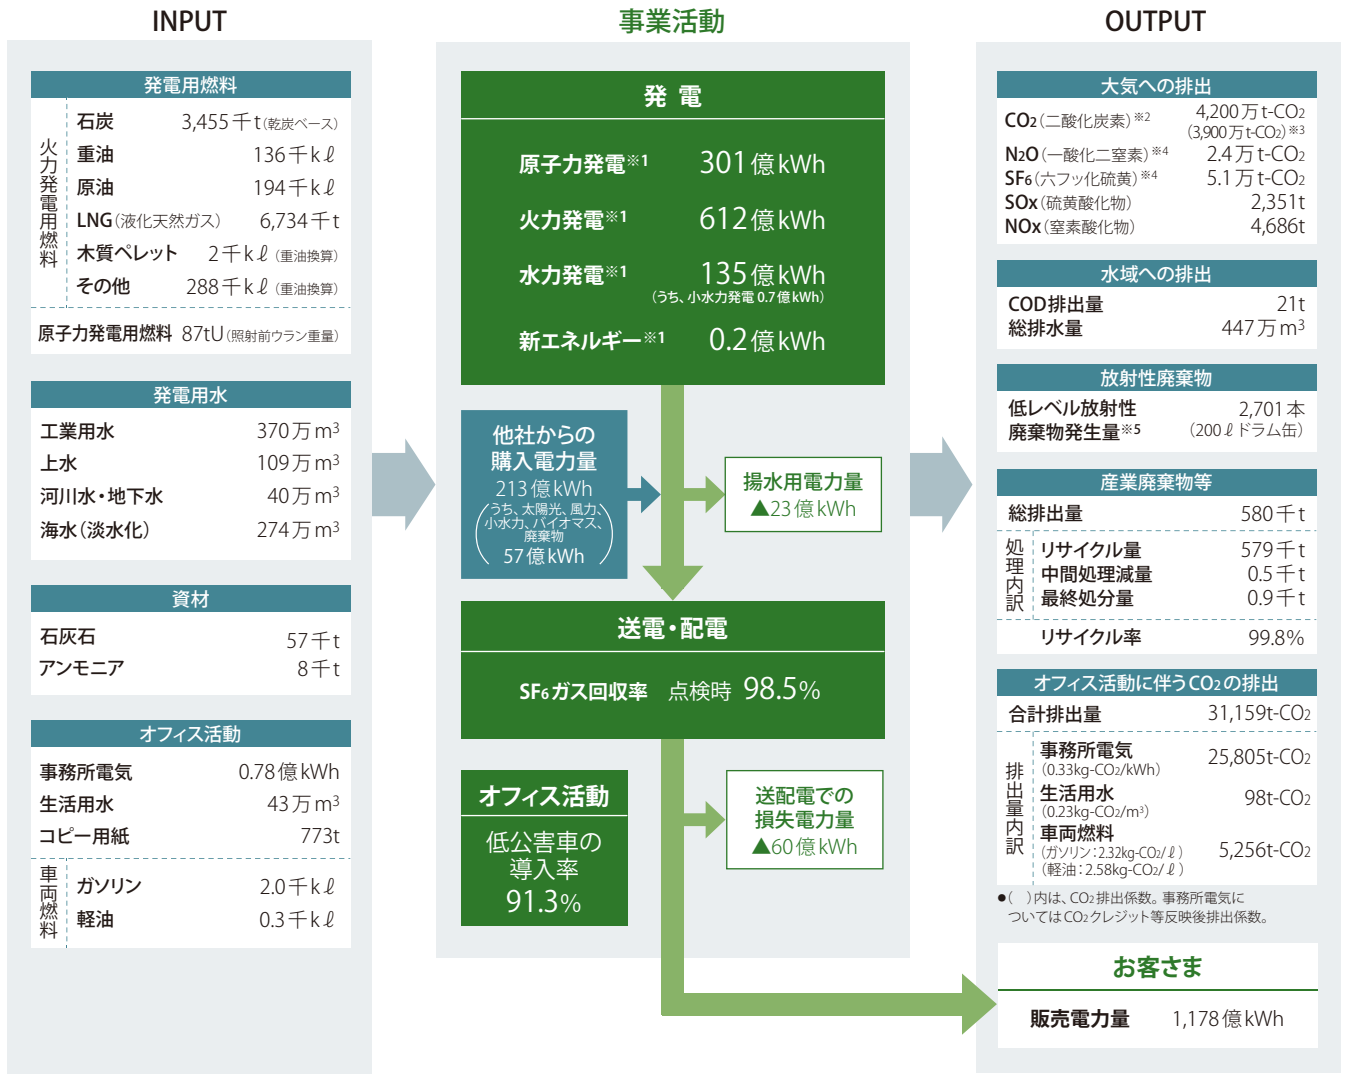 INPUT
発電用燃料
火力発電用燃料
石炭 3,455千t(乾炭ベース)
重油 136千kℓ
原油 194千kℓ
LNG(液化天然ガス) 6,734千t
木質ペレット 2千kℓ(重油換算)
その他 288千kℓ(重油換算)
原子力発電用燃料 87tU(照射前ウラン重量)
発電用水
工業用水 370万m3
上水 109万m3
河川水・地下水 40万m3
海水(淡水化) 274万m3
資材
石灰石 57千t
アンモニア 8千t
オフィス活動
事務所電気 0.78億kWh
生活用水 43万m3
コピー用紙 773t
車両燃料
ガソリン 2.0千kℓ
軽油 0.3千kℓ
事業活動
発電
原子力発電※1 301億kWh
火力発電※1 612億kWh
水力発電※1 135億kWh
(うち、小水力発電 0.7億kWh)
新エネルギー※1 0.2億kWh
他社からの
購入電力量
213億kWh
(うち、太陽光、風力、
小水力、バイオマス、
廃棄物
57億kWh)
揚水用電力量
▲23億kWh
送電・配電
SF6ガス回収率 点検時 98.5%
オフィス活動
低公害車の
導入率
91.3%
送配電での
損失電力量
▲60億kWh
OUTPUT
大気への排出
CO2(二酸化炭素)※2 4,200万t-CO2
(3,900万t-CO2)※3
N2O(一酸化二窒素)※4 2.4万t-CO2
SF6(六フッ化硫黄)※4 5.1万t-CO2
SOx(硫黄酸化物) 2,351t
NOx(窒素酸化物) 4,686t
水域への排出
COD排出量 21t
総排水量 447万m3
放射性廃棄物
低レベル放射性 2,701本
廃棄物発生量※5 (200ℓドラム缶)
産業廃棄物等
総排出量 580千t
処理内訳
リサイクル量 579千t
中間処理減量 0.5千t
最終処分量 0.9千t
リサイクル率 99.8%
オフィス活動に伴うCO2の排出
合計排出量 31,159t-CO2
排出量内訳
事務所電気 25,805t-CO2
(0.33kg-CO2/kWh)
生活用水 98t-CO2
(0.23kg-CO2/m3)
車両燃料
(ガソリン:2.32kg-CO2/ℓ) 5,256t-CO2
(軽油:2.58kg-CO2/ℓ)
●( )内は、CO2排出係数。事務所電気に
ついてはCO2クレジット等反映後排出係数。
お客さま
販売電力量 1,178億kWh